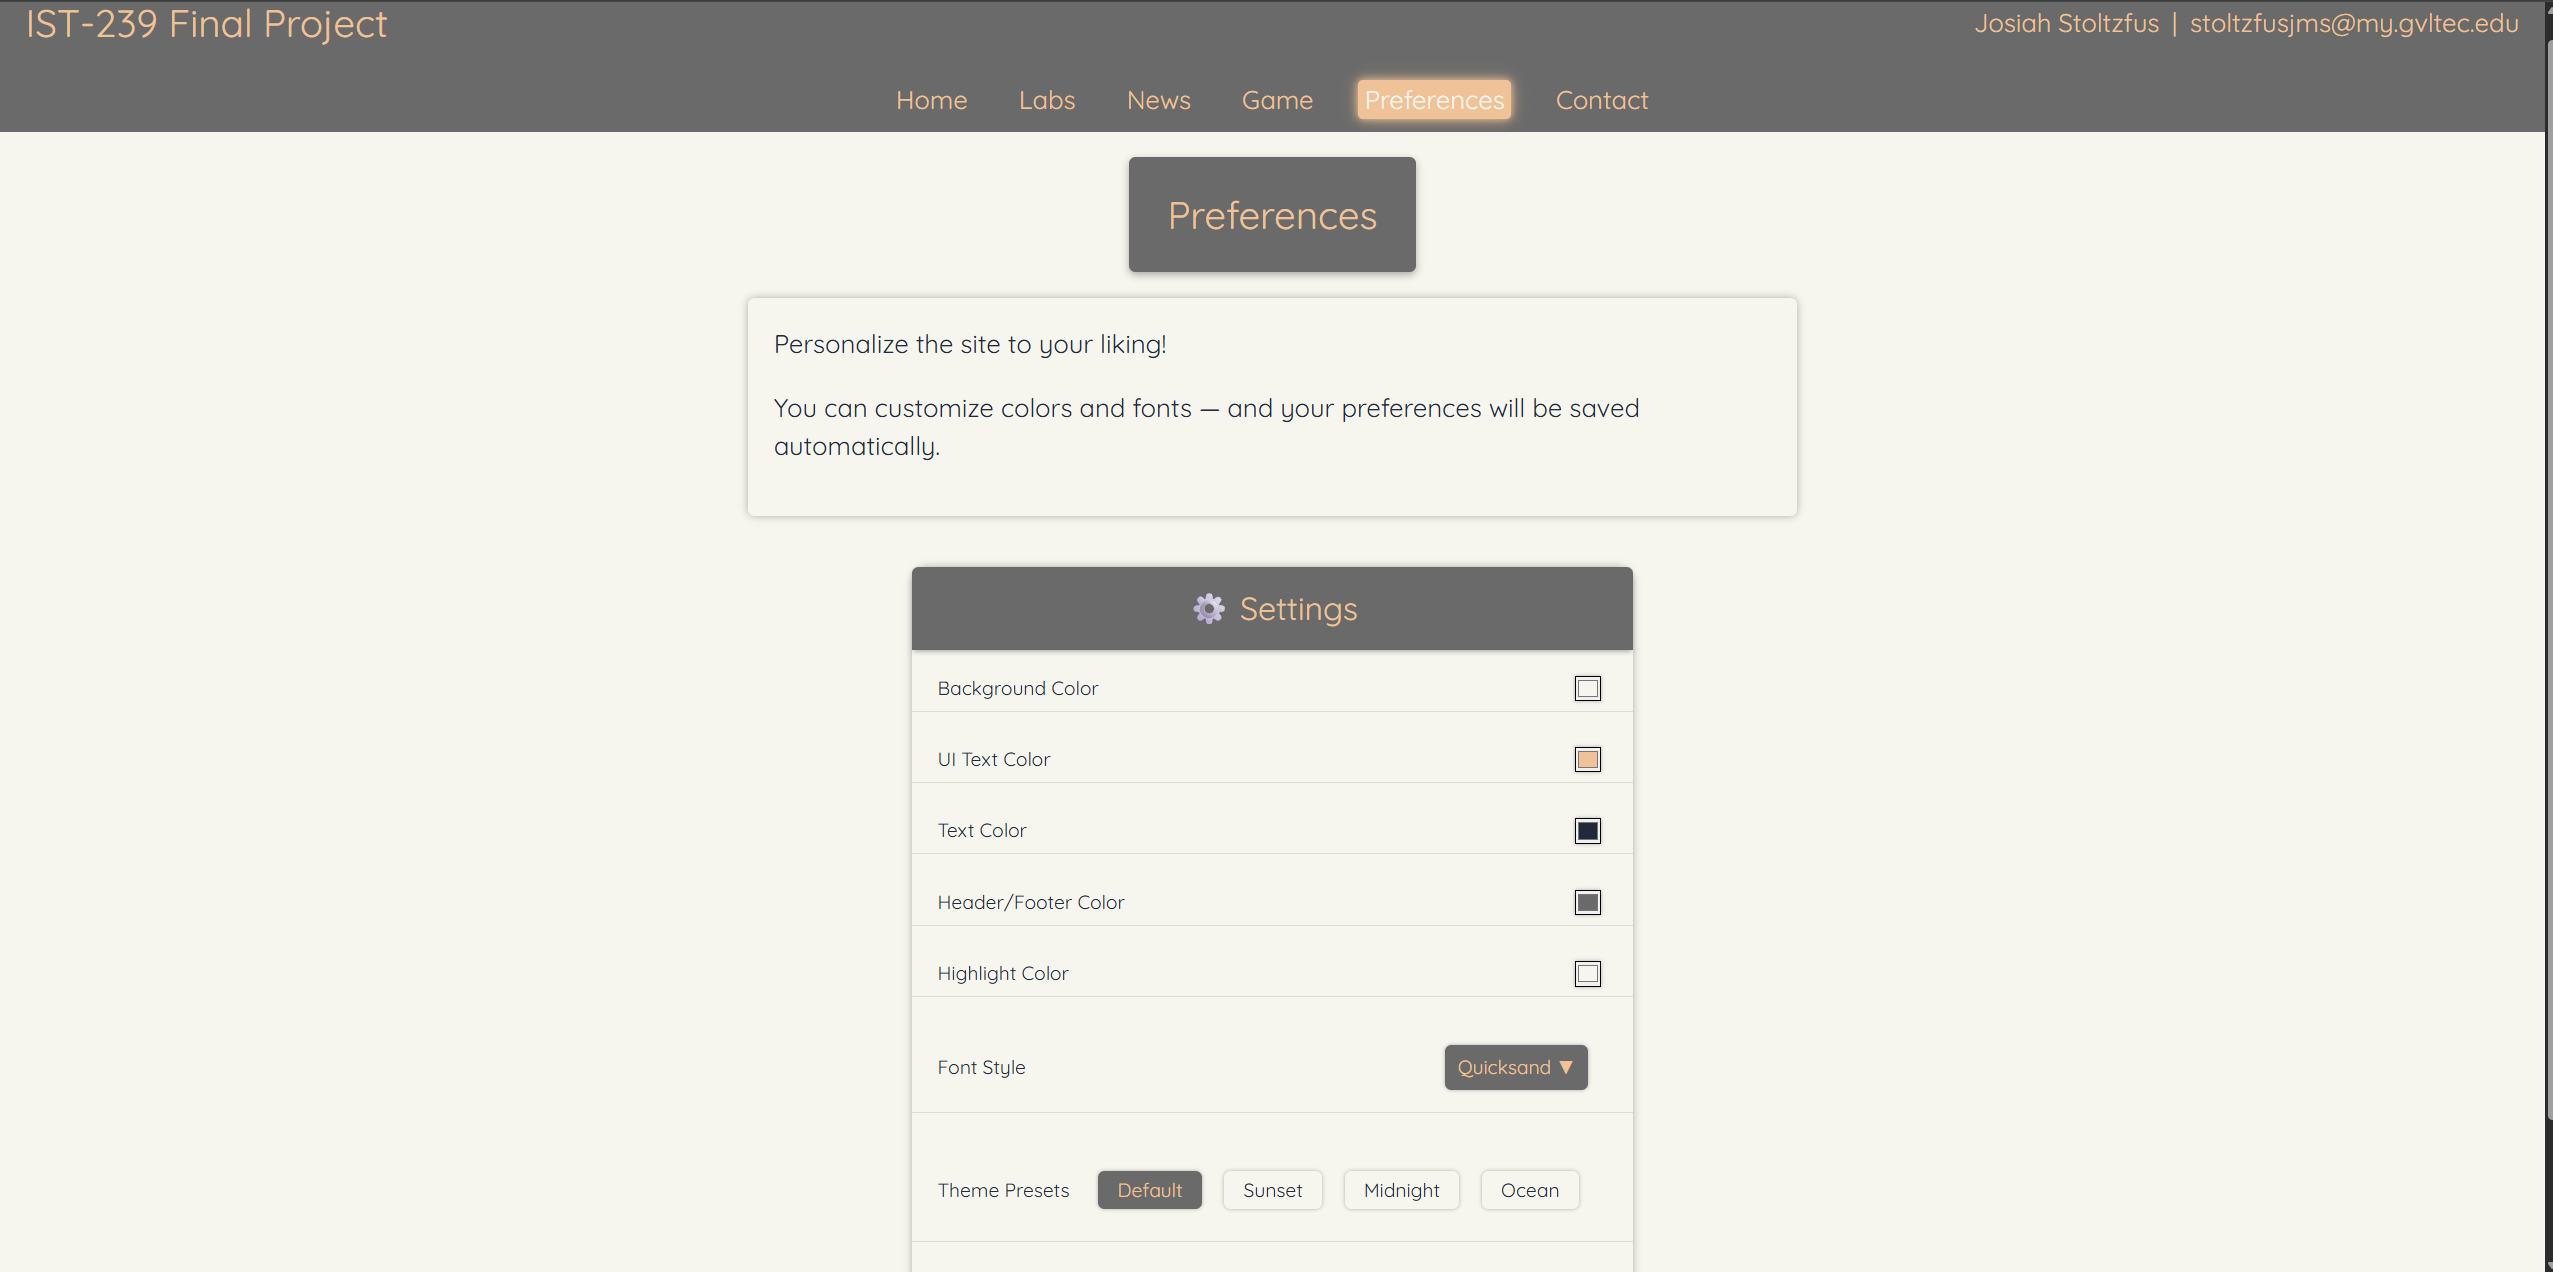 IST-239 Final Project
Josiah Stoltzfus | stoltzfusjms@my.gvltec.edu
Home Labs News Game Preferences Contact
Preferences
Personalize the site to your liking!
You can customize colors and fonts — and your preferences will be saved
automatically.
Settings
Background Color
UI Text Color
Text Color
Header/Footer Color
Highlight Color
Font Style Quicksand ▼
Theme Presets Default Sunset Midnight Ocean